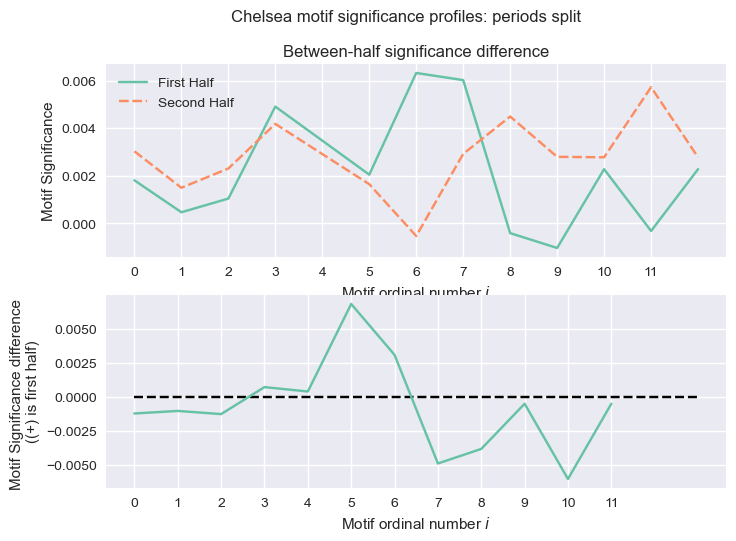 Chelsea motif significance profiles: periods split
Between-half significance difference
Motif Significance
0.006
0.004
0.002
0.000
First Half
Second Half
0 1 2 3 4 5 6 7 8 9 10 11
Motif ordinal number i
Motif Significance difference
((+) is first half)
0.0050
0.0025
0.0000
−0.0025
−0.0050
0 1 2 3 4 5 6 7 8 9 10 11
Motif ordinal number i